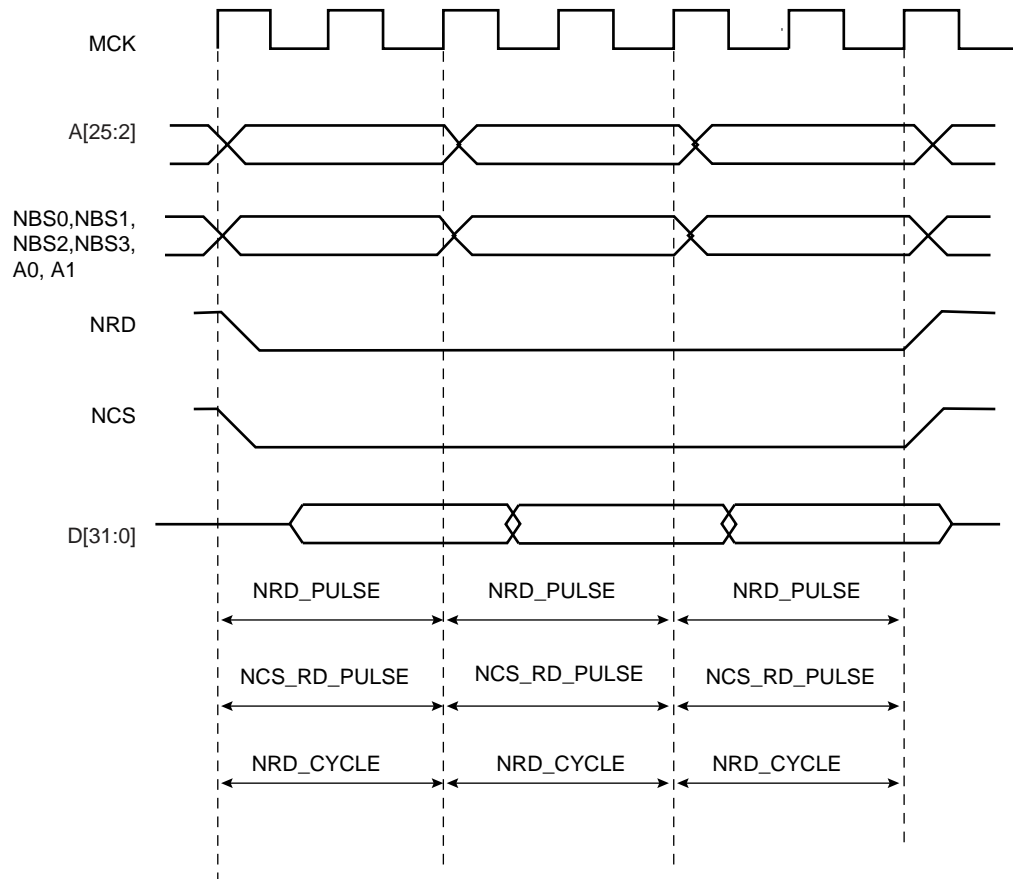 MCK
A[25:2]
NBS0,NBS1,
NBS2,NBS3,
A0, A1
NRD
NCS
D[31:0]
NRD_PULSE NRD_PULSE NRD_PULSE
NCS_RD_PULSE NCS_RD_PULSE NCS_RD_PULSE
NRD_CYCLE NRD_CYCLE NRD_CYCLE